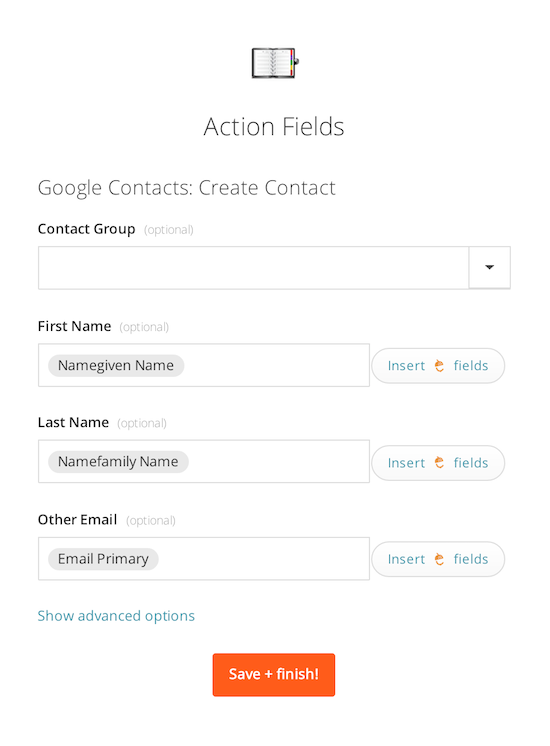 Action Fields
Google Contacts: Create Contact
Contact Group (optional)
First Name (optional)
Namegiven Name
Insert fields
Last Name (optional)
Namefamily Name
Insert fields
Other Email (optional)
Email Primary
Insert fields
Show advanced options
Save + finish!